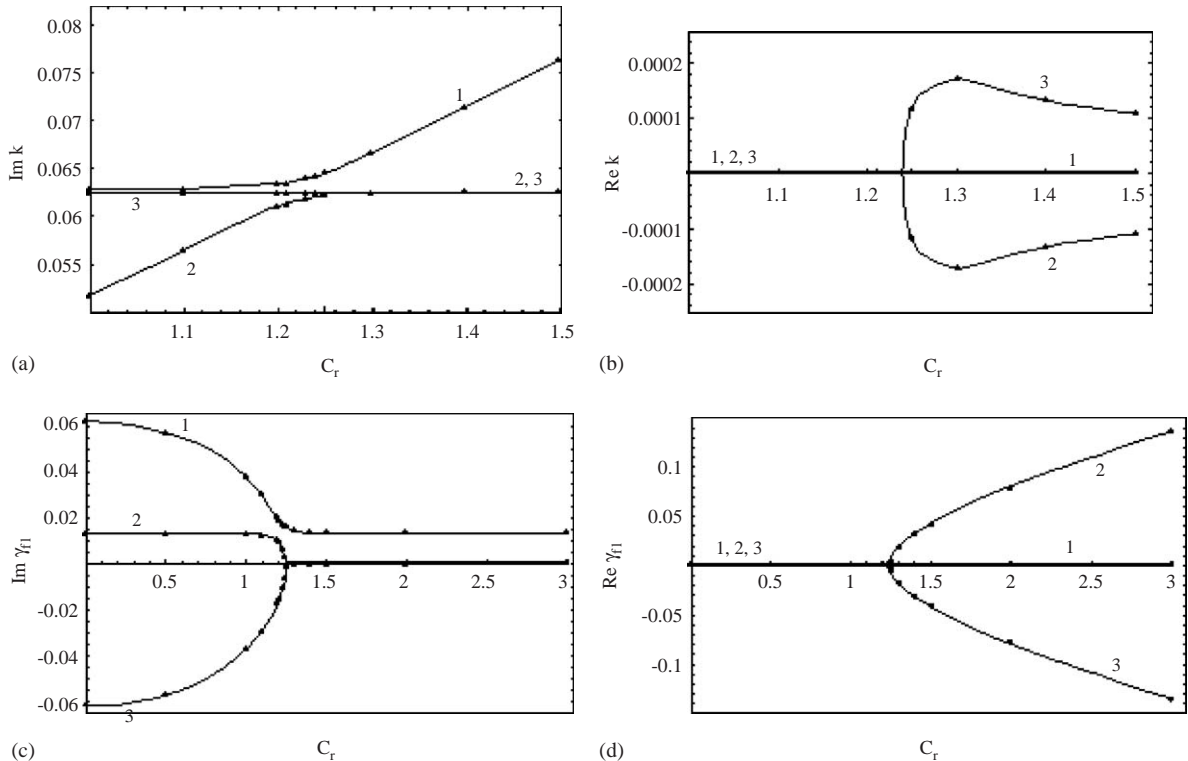 0.08
0.075
0.07
0.065
0.06
0.055
Im k
1
2, 3
3
2
1.1 1.2 1.3 1.4 1.5
(a)
C_r
0.0002
0.0001
-0.0001
-0.0002
Re k
3
1, 2, 3
1
1.1 1.2 1.3 1.4 1.5
2
(b)
C_r
0.06
0.04
0.02
-0.02
-0.04
-0.06
Im γ_f1
1
2
0.5 1 1.5 2 2.5 3
3
(c)
C_r
0.1
0.05
-0.05
-0.1
Re γ_f1
2
1, 2, 3
1
0.5 1 1.5 2 2.5 3
3
(d)
C_r